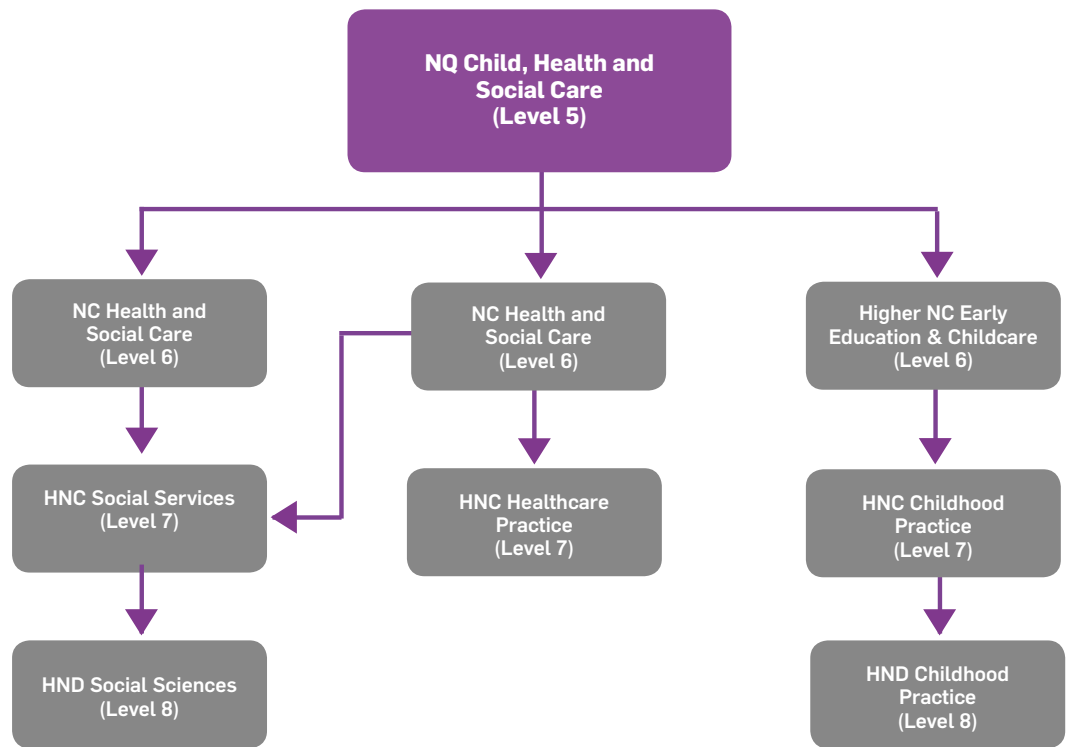 NQ Child, Health and
Social Care
(Level 5)
NC Health and
Social Care
(Level 6)
NC Health and
Social Care
(Level 6)
Higher NC Early
Education & Childcare
(Level 6)
HNC Social Services
(Level 7)
HNC Healthcare
Practice
(Level 7)
HNC Childhood
Practice
(Level 7)
HND Social Sciences
(Level 8)
HND Childhood
Practice
(Level 8)